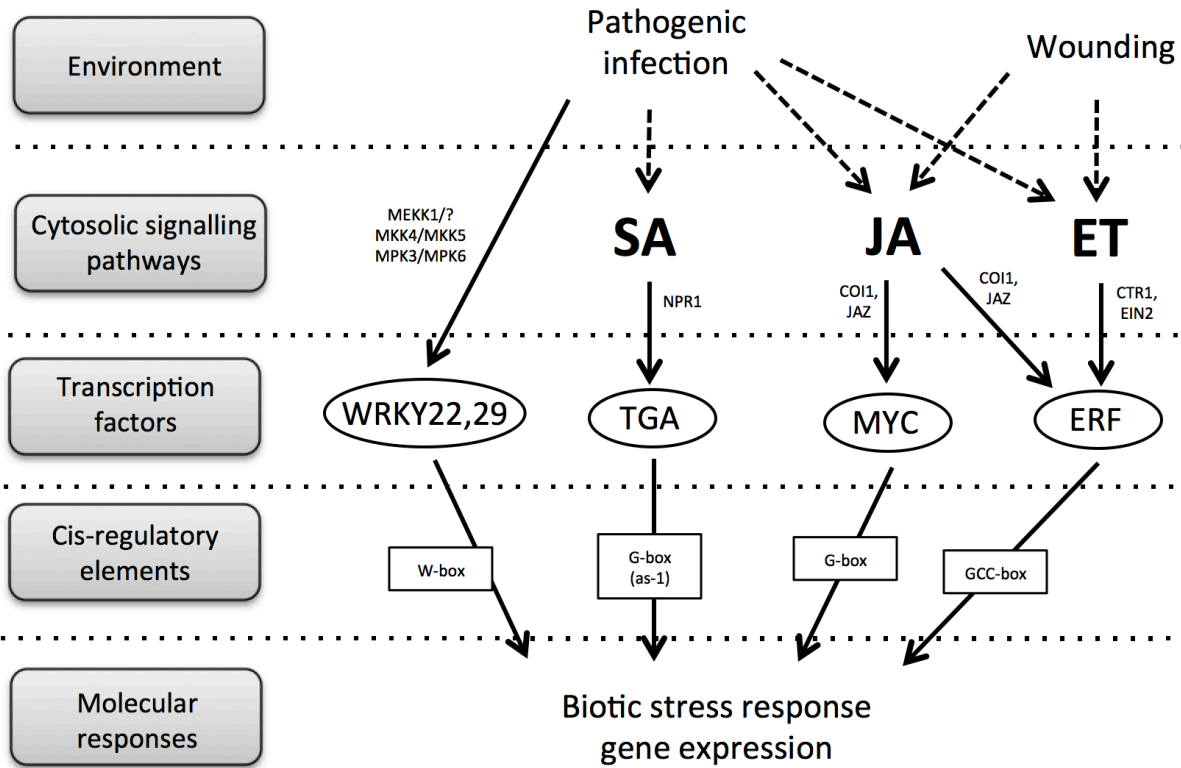 Environment
Pathogenic
infection
Wounding
Cytosolic signalling
pathways
MEKK1/?
MKK4/MKK5
MPK3/MPK6
SA
JA
ET
NPR1
COI1,
JAZ
COI1,
JAZ
CTR1,
EIN2
Transcription
factors
WRKY22,29
TGA
MYC
ERF
Cis-regulatory
elements
W-box
G-box
(as-1)
G-box
GCC-box
Molecular
responses
Biotic stress response
gene expression